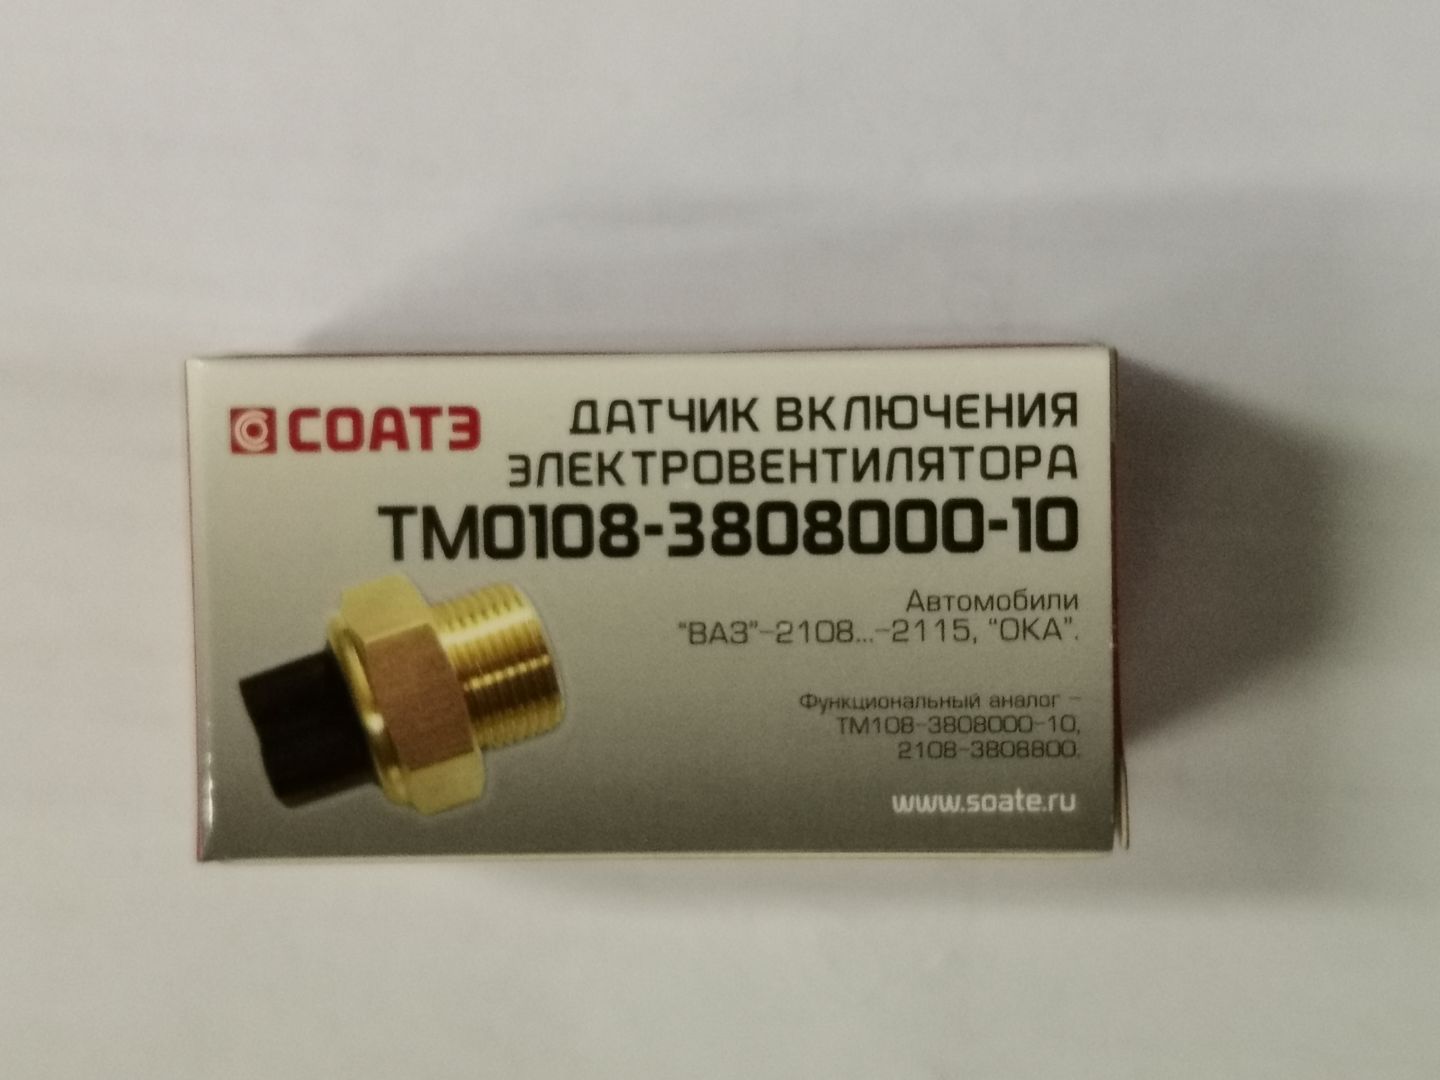 СОАТЭ
ДАТЧИК ВКЛЮЧЕНИЯ
ЭЛЕКТРОВЕНТИЛЯТОРА
ТМ0108-3808000-10
Автомобили
"ВАЗ"-2108...-2115, "ОКА".
Функциональный аналог –
ТМ108-3808000-10,
2108-3808800.
www.soate.ru